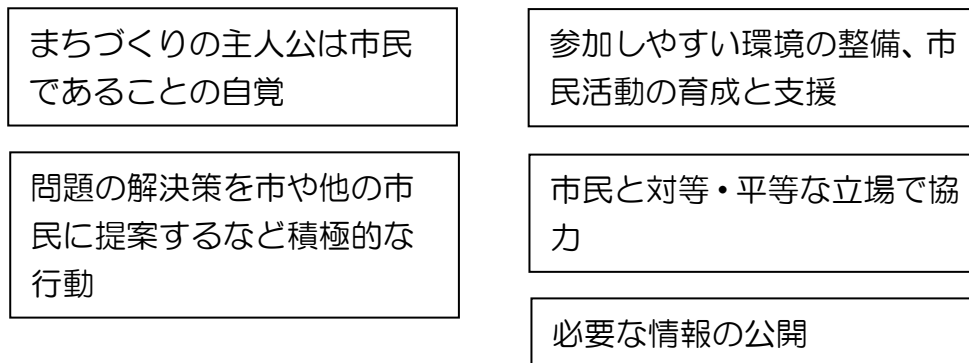 まちづくりの主人公は市民
であることの自覚
問題の解決策を市や他の市
民に提案するなど積極的な
行動
参加しやすい環境の整備、市
民活動の育成と支援
市民と対等・平等な立場で協
力
必要な情報の公開